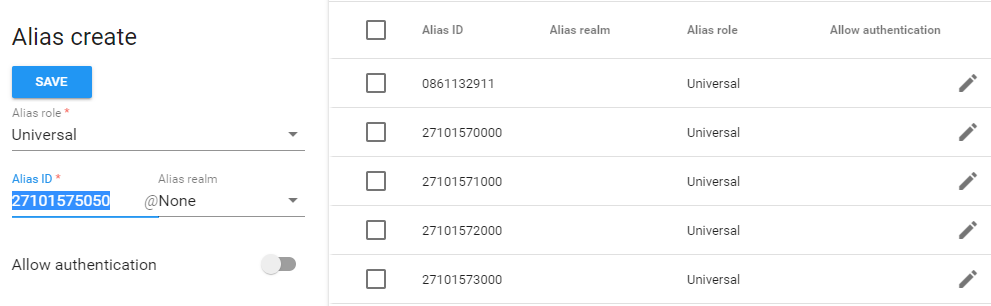 Alias create
SAVE
Alias role *
Universal
Alias ID *
Alias realm
27101575050
@None
Allow authentication
Alias ID Alias realm Alias role Allow authentication
0861132911 Universal
27101570000 Universal
27101571000 Universal
27101572000 Universal
27101573000 Universal